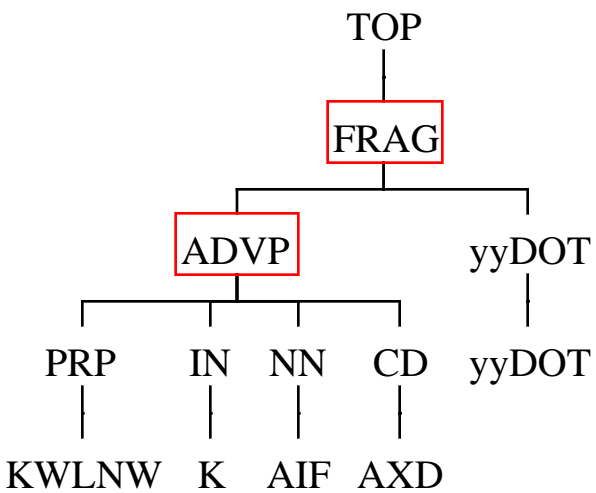 TOP
FRAG
ADVP yyDOT
PRP IN NN CD yyDOT
KWLNW K AIF AXD